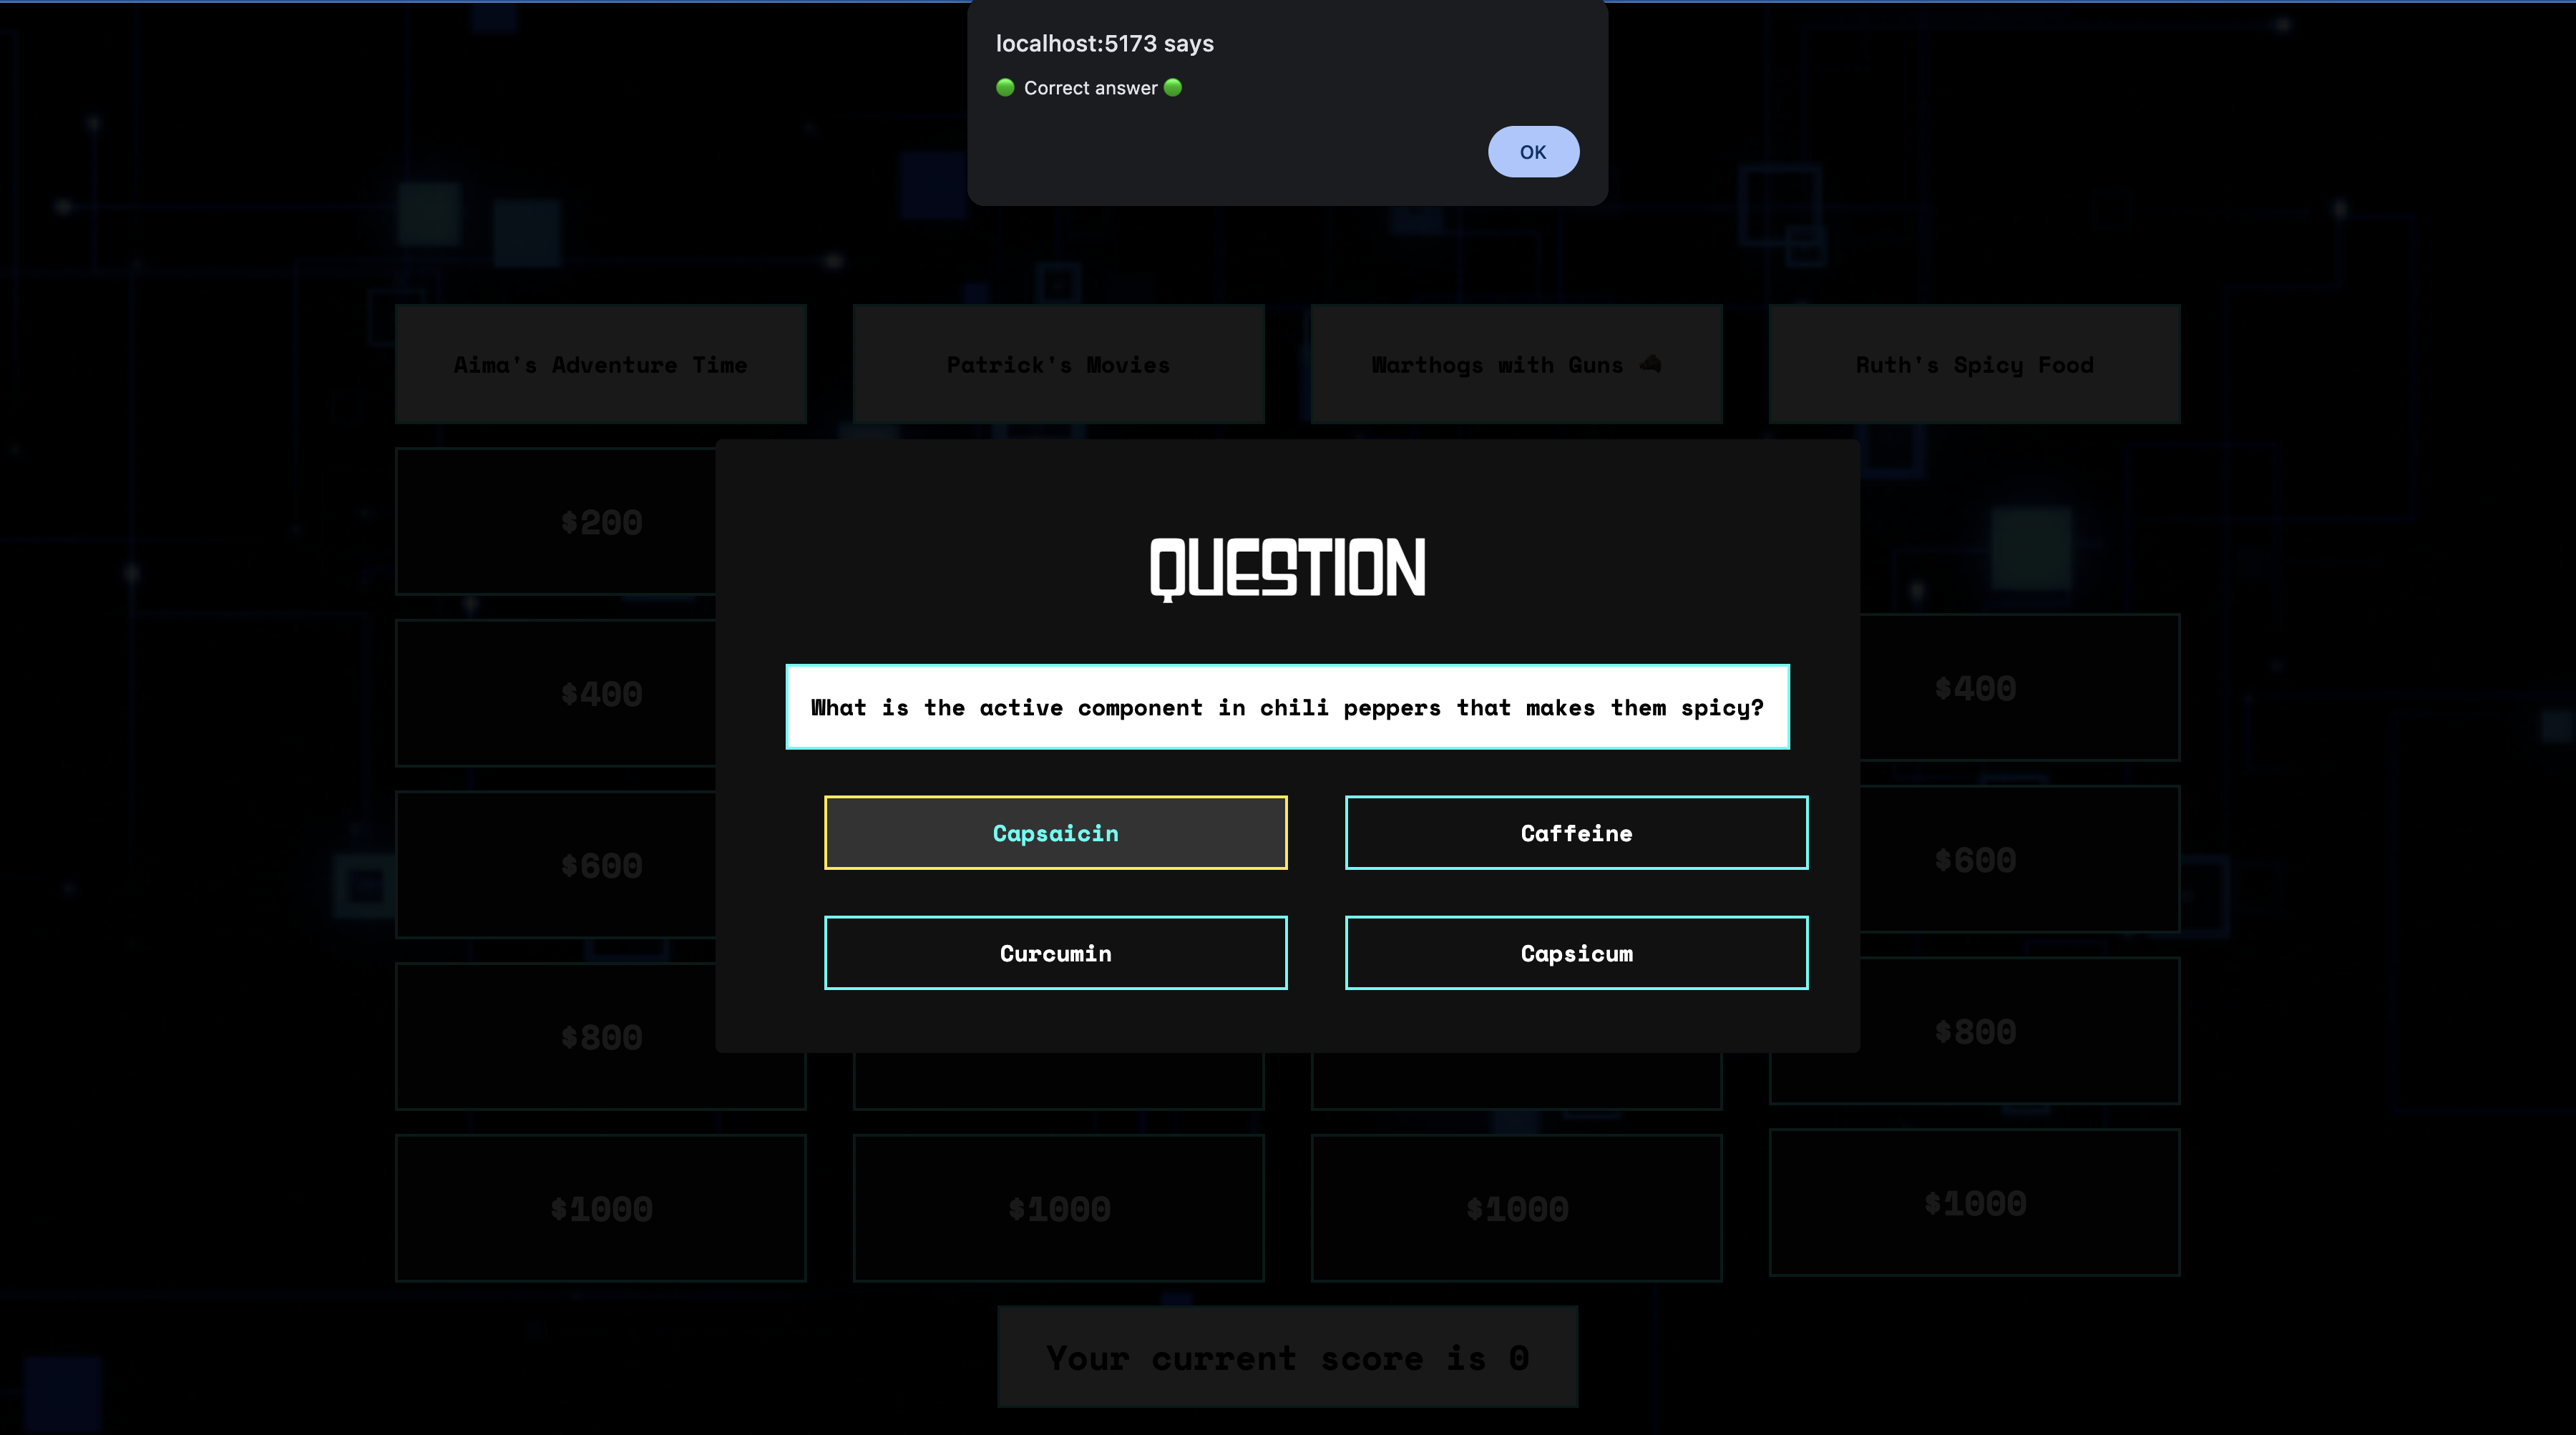 localhost:5173 says
🟢 Correct answer 🟢
OK
Aima's Adventure Time
Patrick's Movies
Warthogs with Guns 🐗
Ruth's Spicy Food
$200
QUESTION
What is the active component in chili peppers that makes them spicy?
$400
$400
Capsaicin
Caffeine
$600
$600
Curcumin
Capsicum
$800
$800
$1000
$1000
$1000
$1000
Your current score is 0